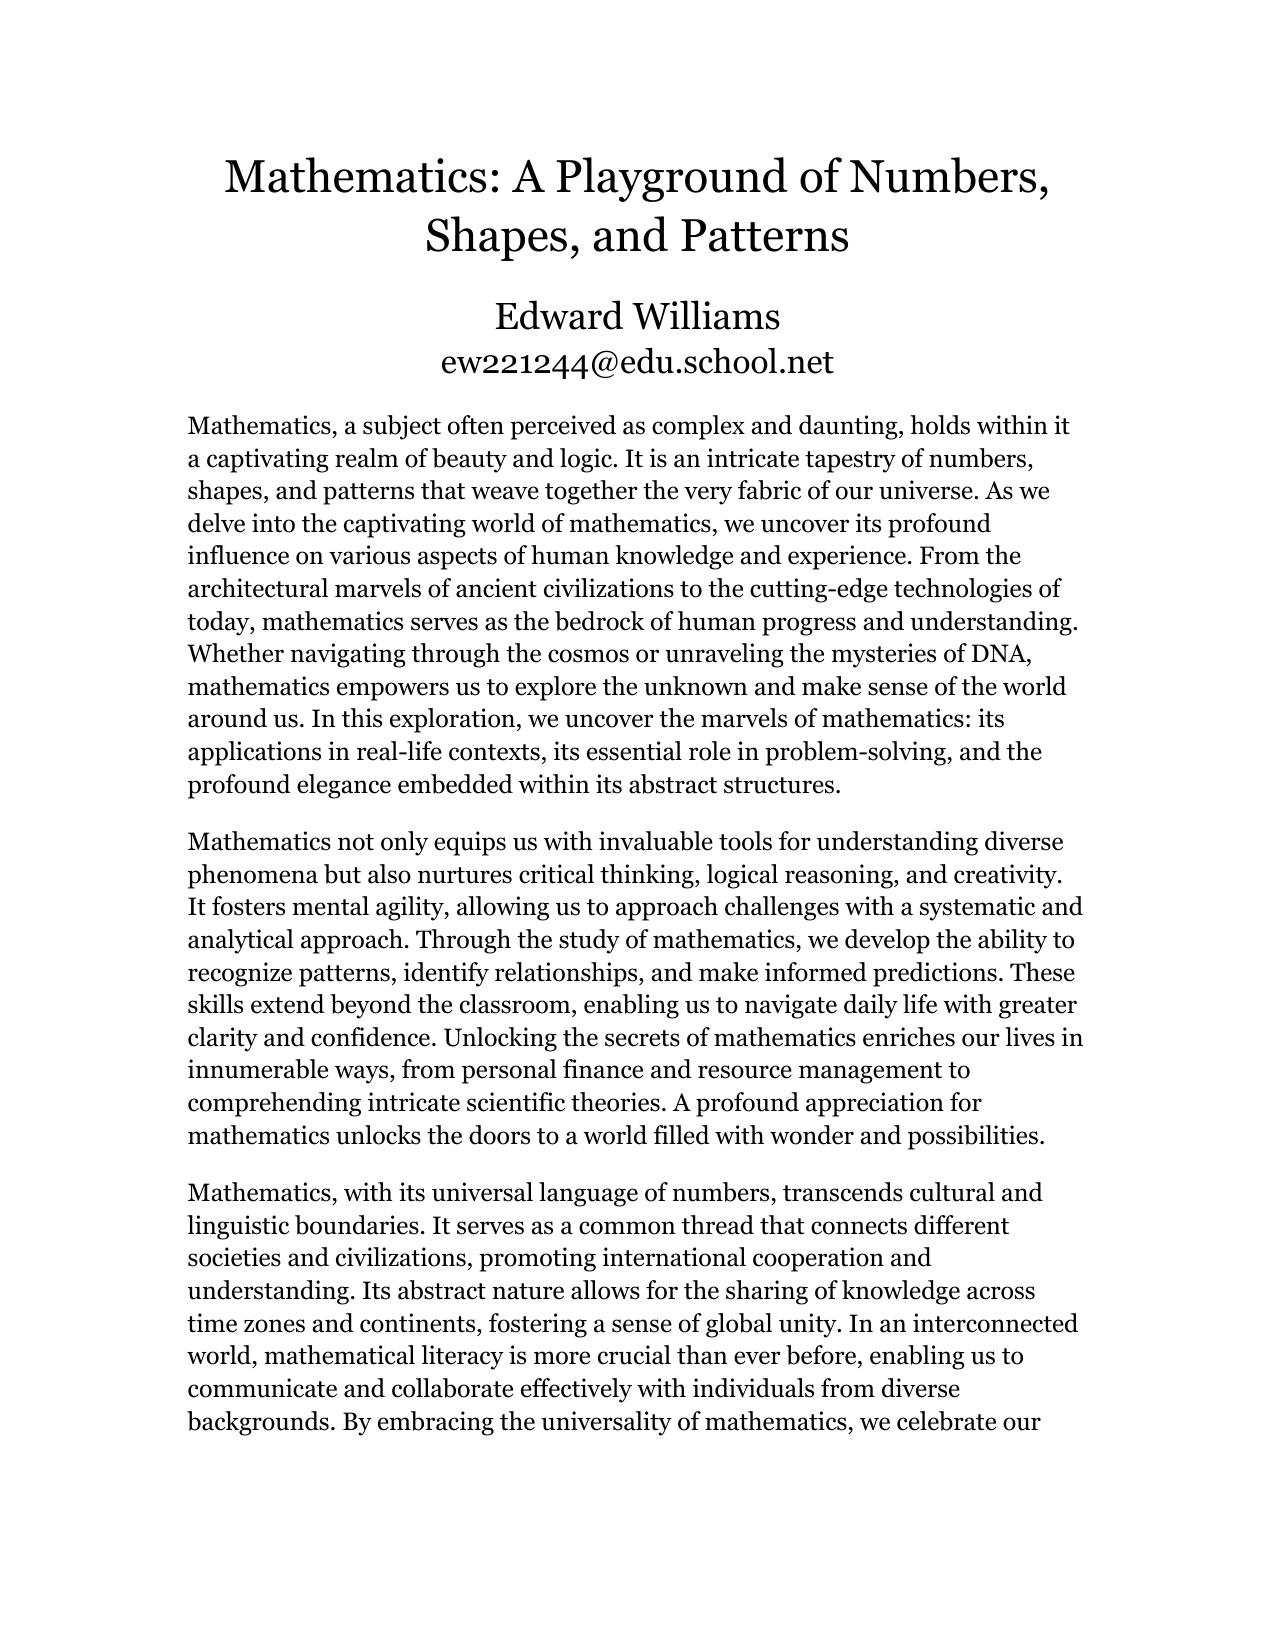 Mathematics: A Playground of Numbers,
Shapes, and Patterns
Edward Williams
ew221244@edu.school.net
Mathematics, a subject often perceived as complex and daunting, holds within it
a captivating realm of beauty and logic. It is an intricate tapestry of numbers,
shapes, and patterns that weave together the very fabric of our universe. As we
delve into the captivating world of mathematics, we uncover its profound
influence on various aspects of human knowledge and experience. From the
architectural marvels of ancient civilizations to the cutting-edge technologies of
today, mathematics serves as the bedrock of human progress and understanding.
Whether navigating through the cosmos or unraveling the mysteries of DNA,
mathematics empowers us to explore the unknown and make sense of the world
around us. In this exploration, we uncover the marvels of mathematics: its
applications in real-life contexts, its essential role in problem-solving, and the
profound elegance embedded within its abstract structures.
Mathematics not only equips us with invaluable tools for understanding diverse
phenomena but also nurtures critical thinking, logical reasoning, and creativity.
It fosters mental agility, allowing us to approach challenges with a systematic and
analytical approach. Through the study of mathematics, we develop the ability to
recognize patterns, identify relationships, and make informed predictions. These
skills extend beyond the classroom, enabling us to navigate daily life with greater
clarity and confidence. Unlocking the secrets of mathematics enriches our lives in
innumerable ways, from personal finance and resource management to
comprehending intricate scientific theories. A profound appreciation for
mathematics unlocks the doors to a world filled with wonder and possibilities.
Mathematics, with its universal language of numbers, transcends cultural and
linguistic boundaries. It serves as a common thread that connects different
societies and civilizations, promoting international cooperation and
understanding. Its abstract nature allows for the sharing of knowledge across
time zones and continents, fostering a sense of global unity. In an interconnected
world, mathematical literacy is more crucial than ever before, enabling us to
communicate and collaborate effectively with individuals from diverse
backgrounds. By embracing the universality of mathematics, we celebrate our